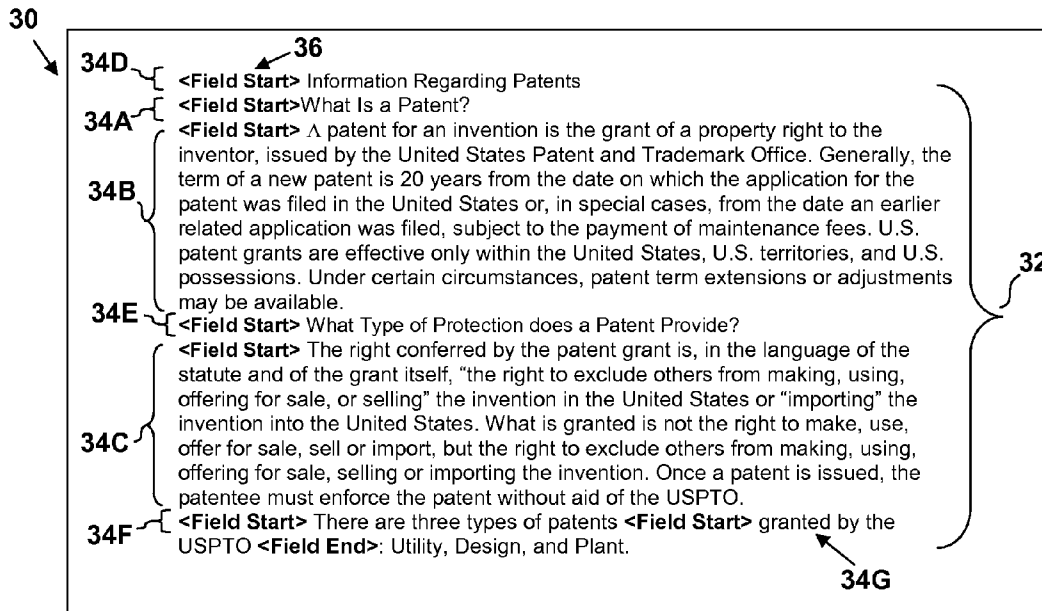 30
36
34D
<Field Start> Information Regarding Patents
34A
<Field Start>What Is a Patent?
<Field Start> Λ patent for an invention is the grant of a property right to the
inventor, issued by the United States Patent and Trademark Office. Generally, the
34B
term of a new patent is 20 years from the date on which the application for the
patent was filed in the United States or, in special cases, from the date an earlier
related application was filed, subject to the payment of maintenance fees. U.S.
patent grants are effective only within the United States, U.S. territories, and U.S.
32
possessions. Under certain circumstances, patent term extensions or adjustments
may be available.
34E
<Field Start> What Type of Protection does a Patent Provide?
<Field Start> The right conferred by the patent grant is, in the language of the
statute and of the grant itself, “the right to exclude others from making, using,
offering for sale, or selling” the invention in the United States or “importing” the
34C
invention into the United States. What is granted is not the right to make, use,
offer for sale, sell or import, but the right to exclude others from making, using,
offering for sale, selling or importing the invention. Once a patent is issued, the
patentee must enforce the patent without aid of the USPTO.
34F
<Field Start> There are three types of patents <Field Start> granted by the
USPTO <Field End>: Utility, Design, and Plant.
34G